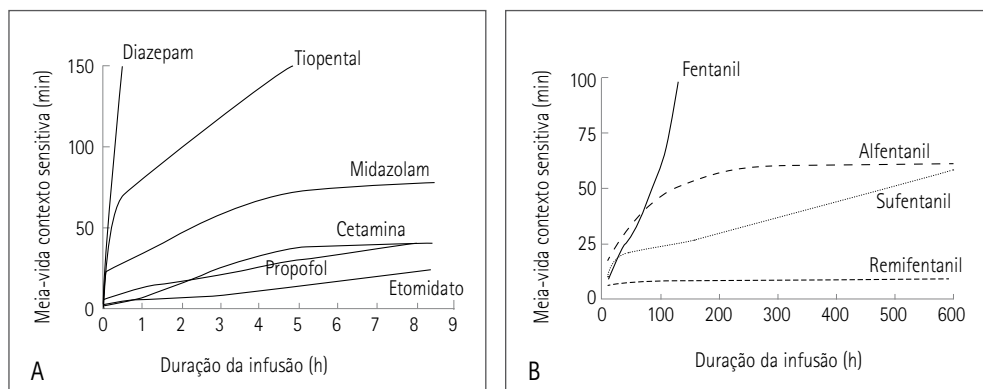 Diazepam
Tiopental
Midazolam
Cetamina
Propofol
Etomidato
Meia-vida contexto sensitiva (min)
150
100
50
0
0 1 2 3 4 5 6 7 8 9
Duração da infusão (h)
A
Fentanil
Alfentanil
Sufentanil
Remifentanil
Meia-vida contexto sensitiva (min)
100
75
50
25
0
0 100 200 300 400 500 600
Duração da infusão (h)
B